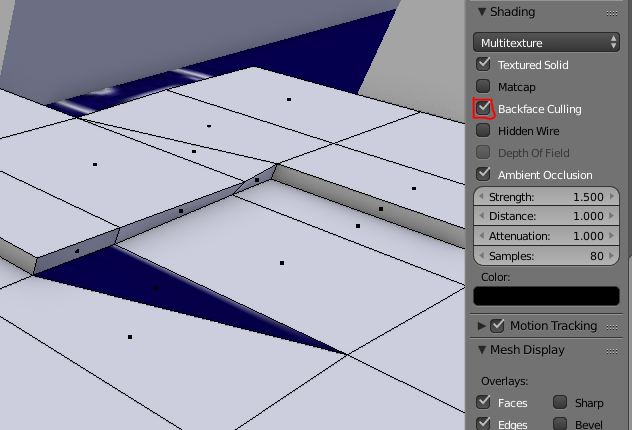 Shading
Multitexture
Textured Solid
Matcap
Backface Culling
Hidden Wire
Depth Of Field
Ambient Occlusion
Strength: 1.500
Distance: 1.000
Attenuation: 1.000
Samples: 80
Color:
Motion Tracking
Mesh Display
Overlays:
Faces Sharp
Edges Bevel